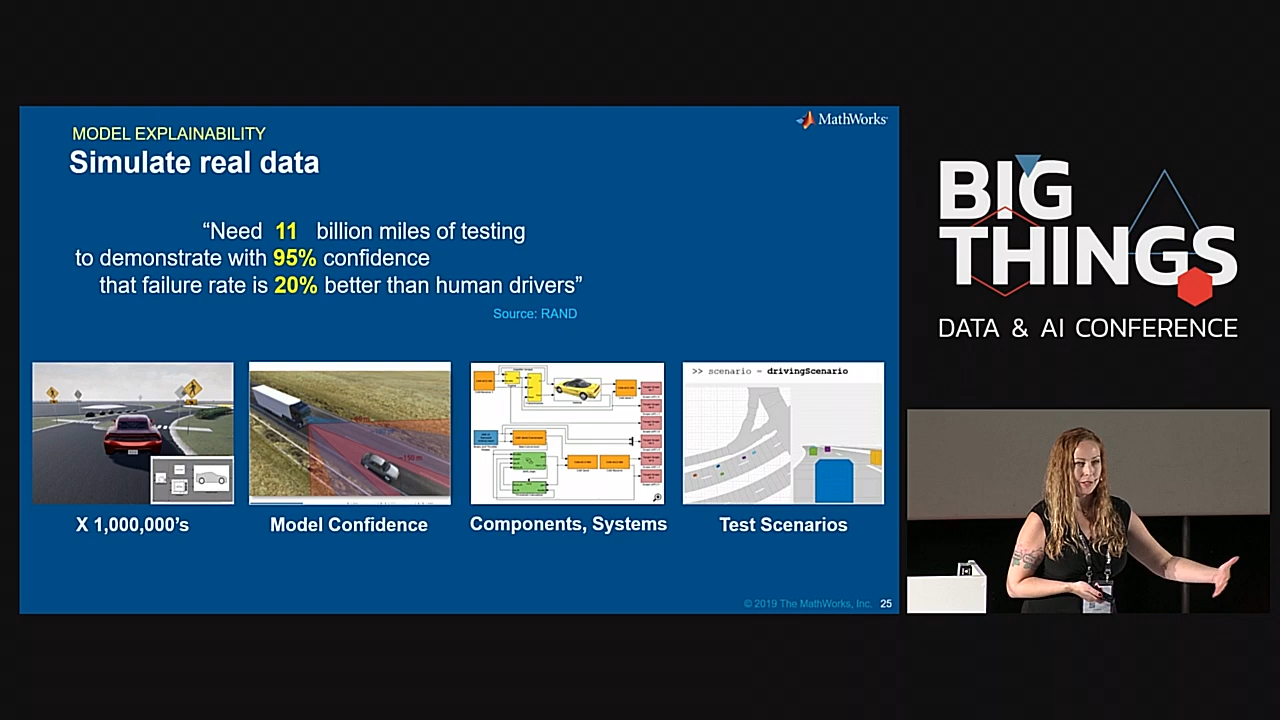 MODEL EXPLAINABILITY
MathWorks
Simulate real data
“Need 11 billion miles of testing
to demonstrate with 95% confidence
that failure rate is 20% better than human drivers”
Source: RAND
>> scenario = drivingScenario
X 1,000,000’s
Model Confidence
Components, Systems
Test Scenarios
© 2019 The MathWorks, Inc. 25
BIG
THINGS
DATA & AI CONFERENCE